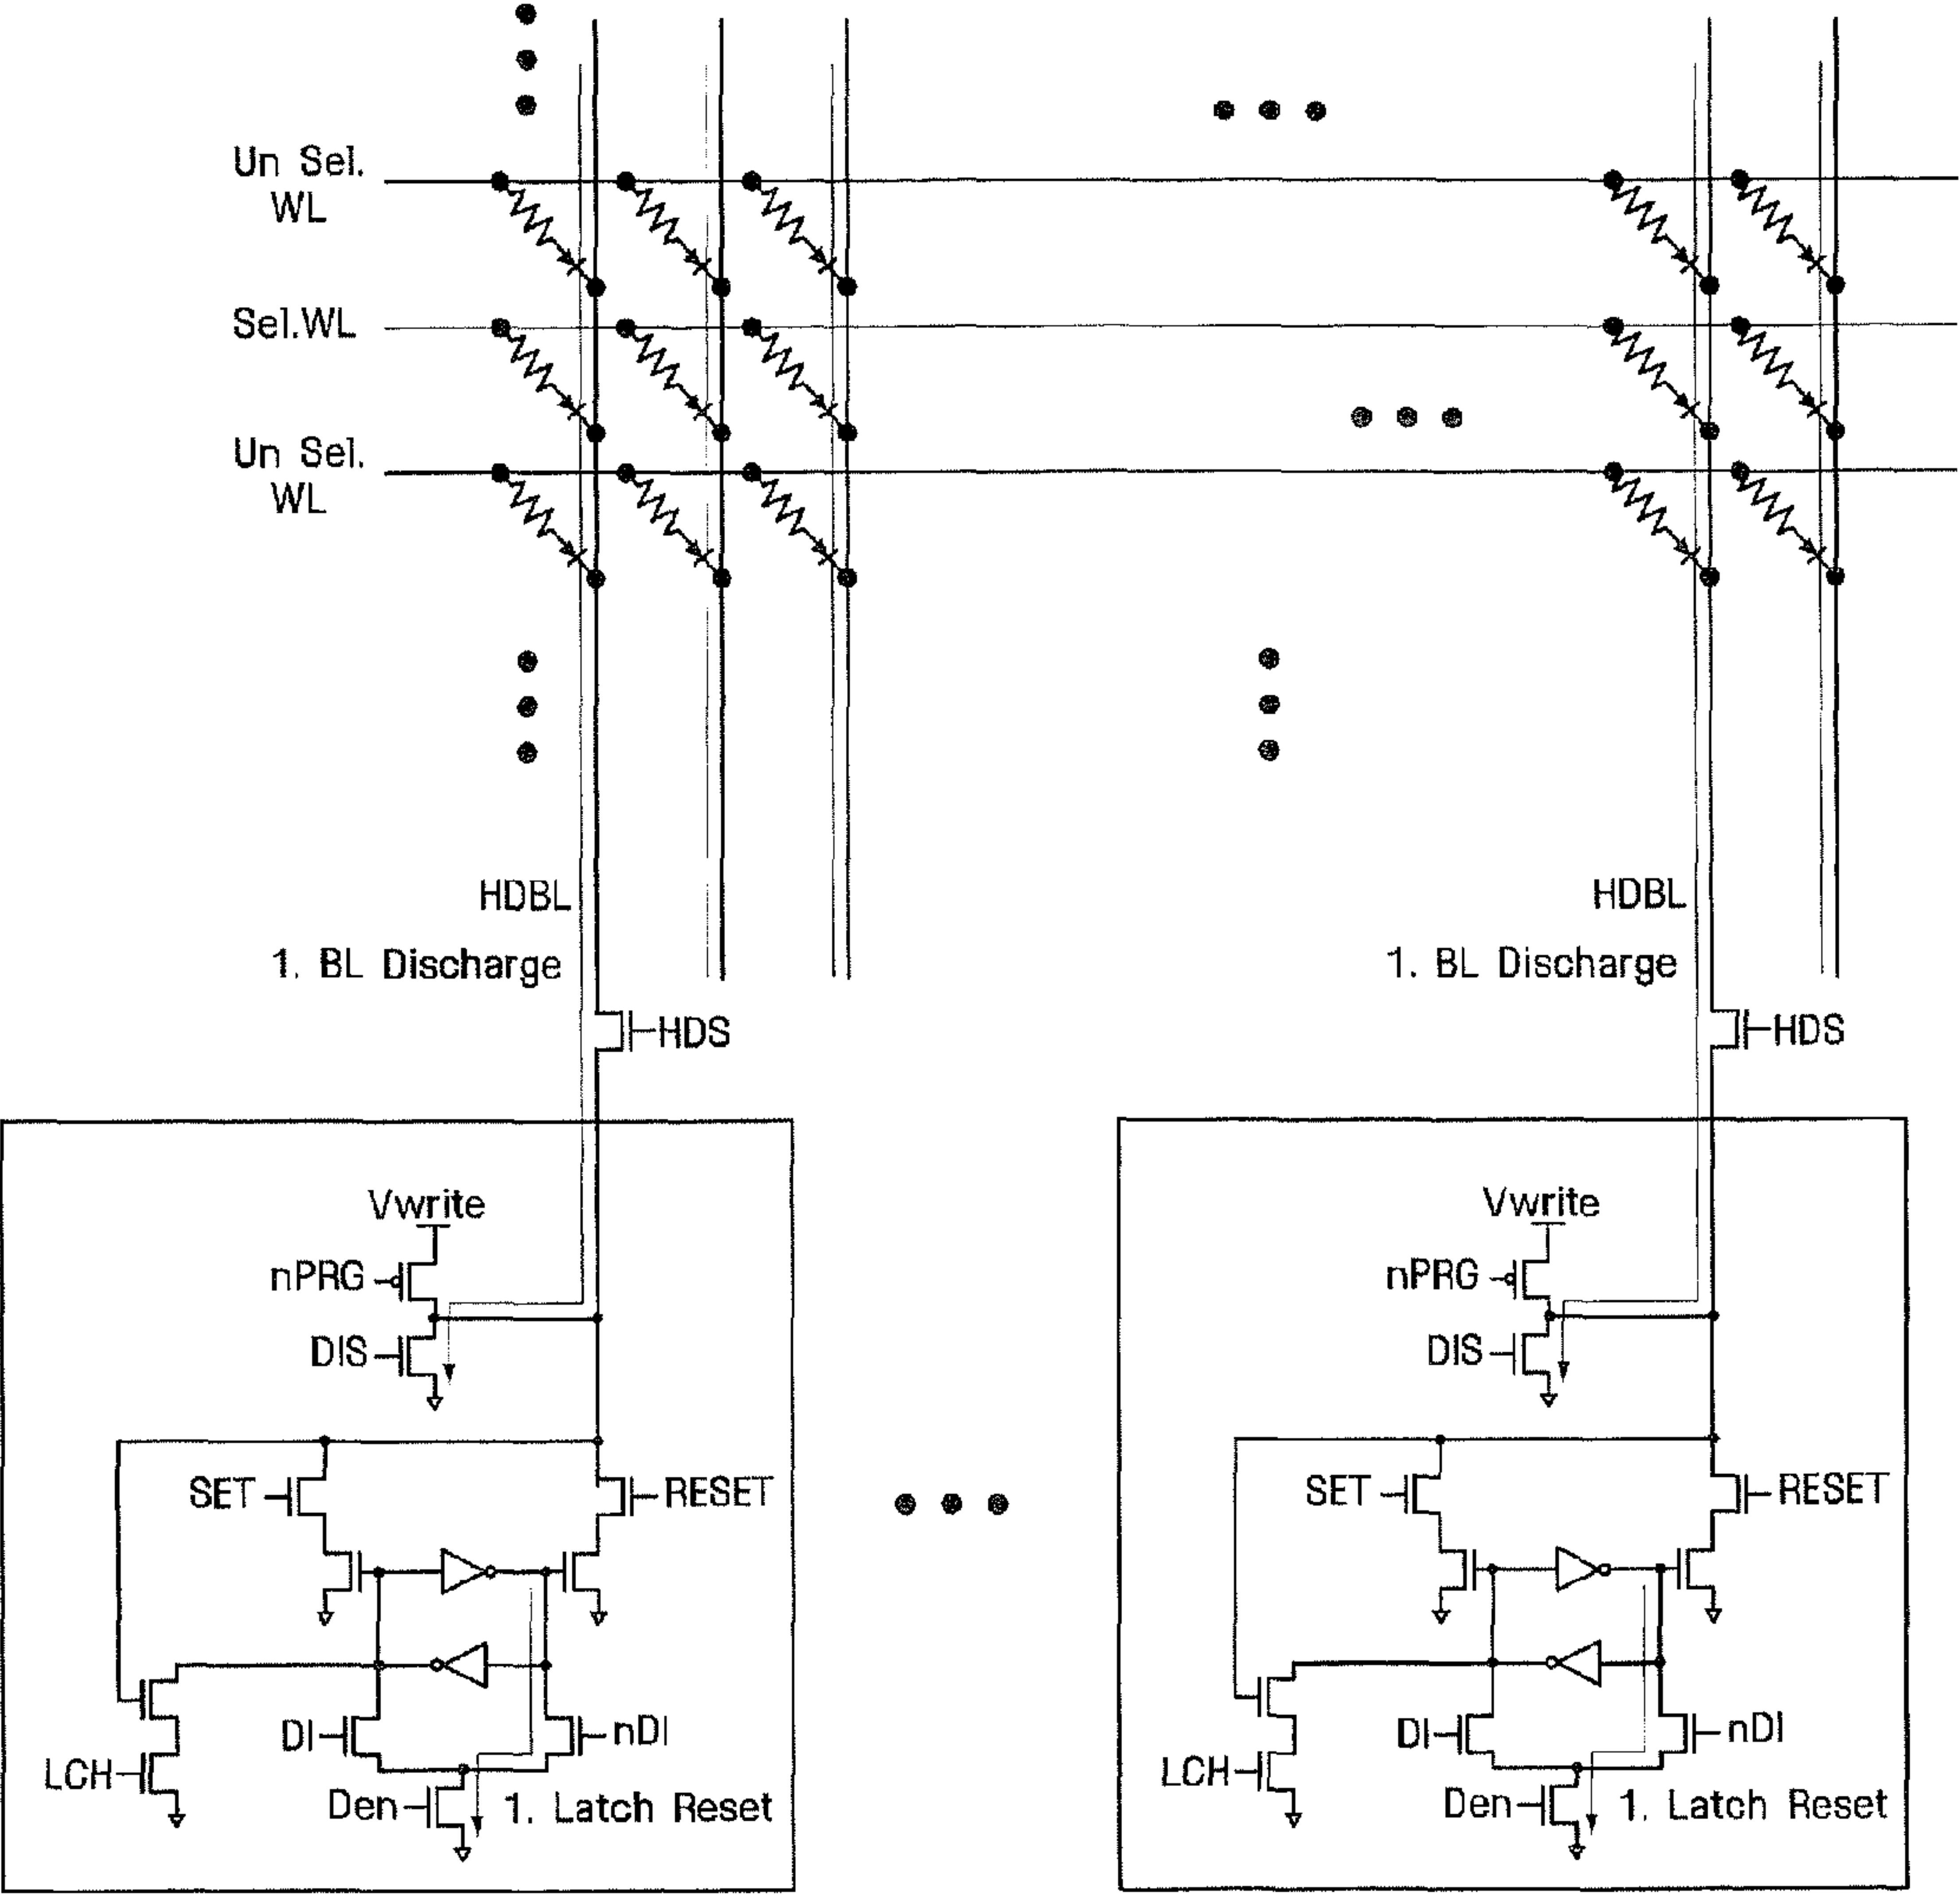 Un Sel.
WL
Sel.WL
Un Sel.
WL
HDBL
HDBL
1. BL Discharge
1. BL Discharge
HDS
HDS
Vwrite
Vwrite
nPRG
nPRG
DIS
DIS
SET
RESET
SET
RESET
DI
nDI
DI
nDI
LCH
LCH
Den
1. Latch Reset
Den
1. Latch Reset